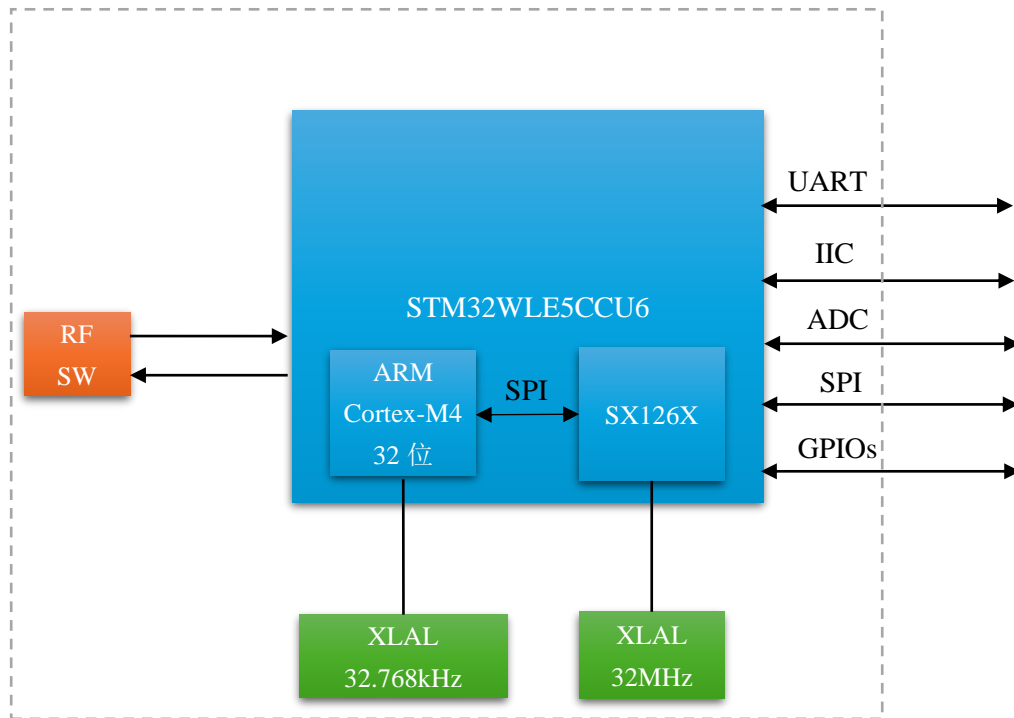 UART
IIC
STM32WLE5CCU6
ADC
RF
SW
ARM
Cortex-M4
32 位
SPI
SX126X
SPI
GPIOs
XLAL
32.768kHz
XLAL
32MHz